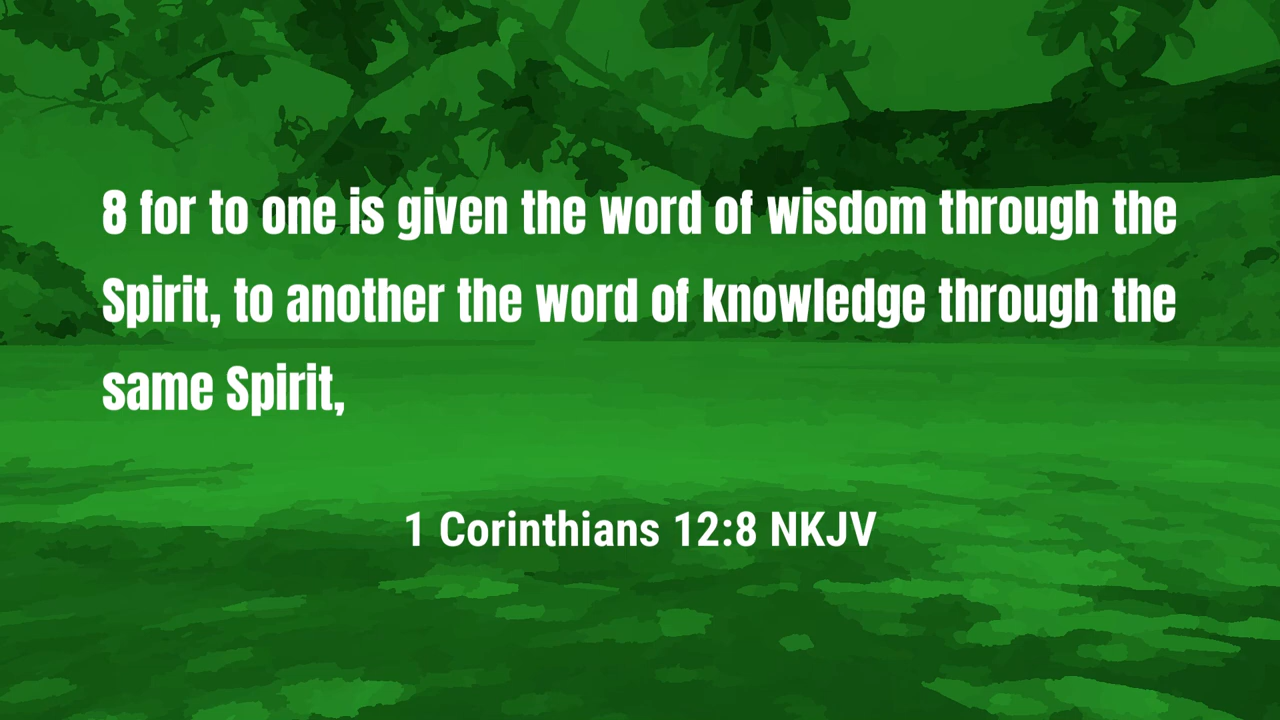 8 for to one is given the word of wisdom through the
Spirit, to another the word of knowledge through the
same Spirit,
1 Corinthians 12:8 NKJV